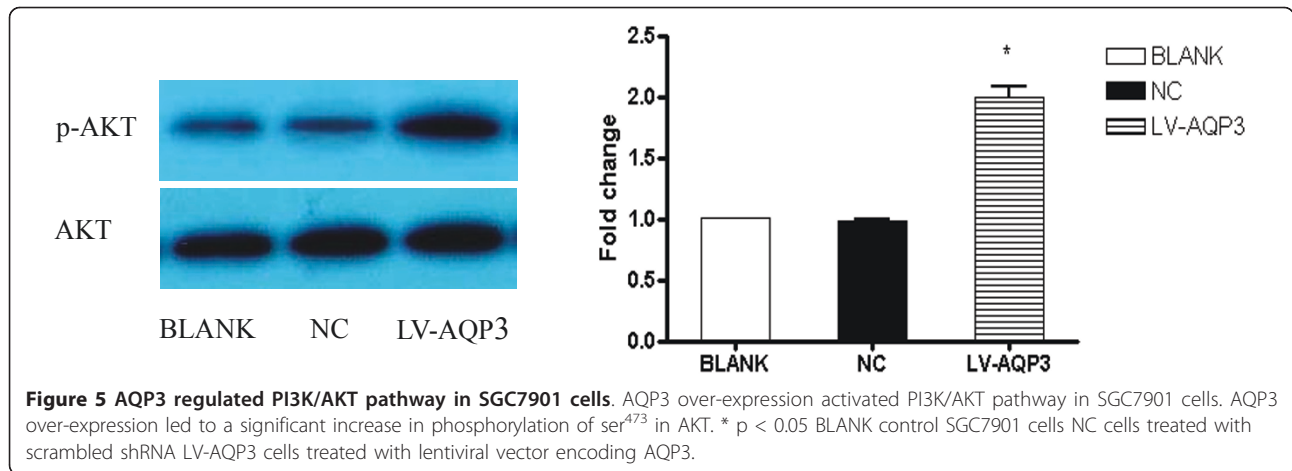 p-AKT
AKT
BLANK NC LV-AQP3
Fold change
2.5
2.0
1.5
1.0
0.5
0.0
*
BLANK NC LV-AQP3
BLANK
NC
LV-AQP3
Figure 5 AQP3 regulated PI3K/AKT pathway in SGC7901 cells. AQP3 over-expression activated PI3K/AKT pathway in SGC7901 cells. AQP3
over-expression led to a significant increase in phosphorylation of ser473 in AKT. * p < 0.05 BLANK control SGC7901 cells NC cells treated with
scrambled shRNA LV-AQP3 cells treated with lentiviral vector encoding AQP3.